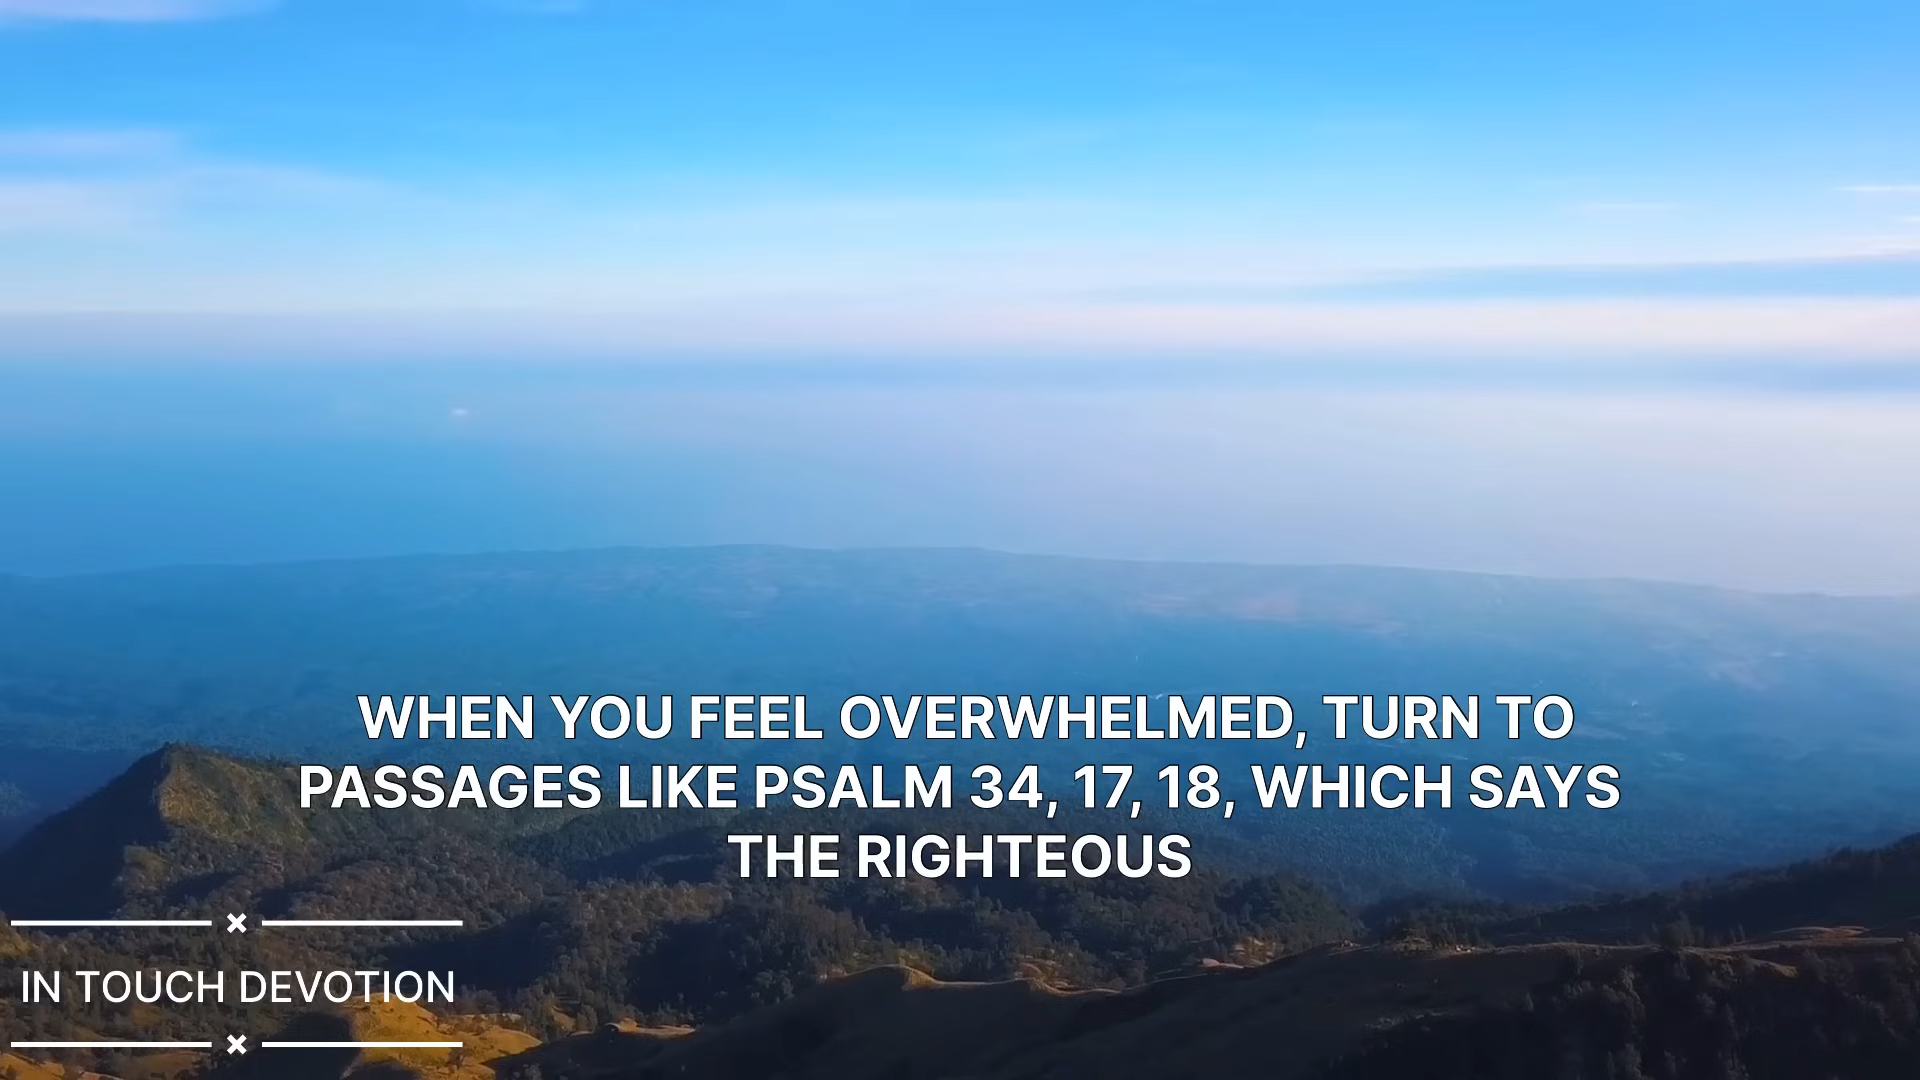 WHEN YOU FEEL OVERWHELMED, TURN TO
PASSAGES LIKE PSALM 34, 17, 18, WHICH SAYS
THE RIGHTEOUS
IN TOUCH DEVOTION